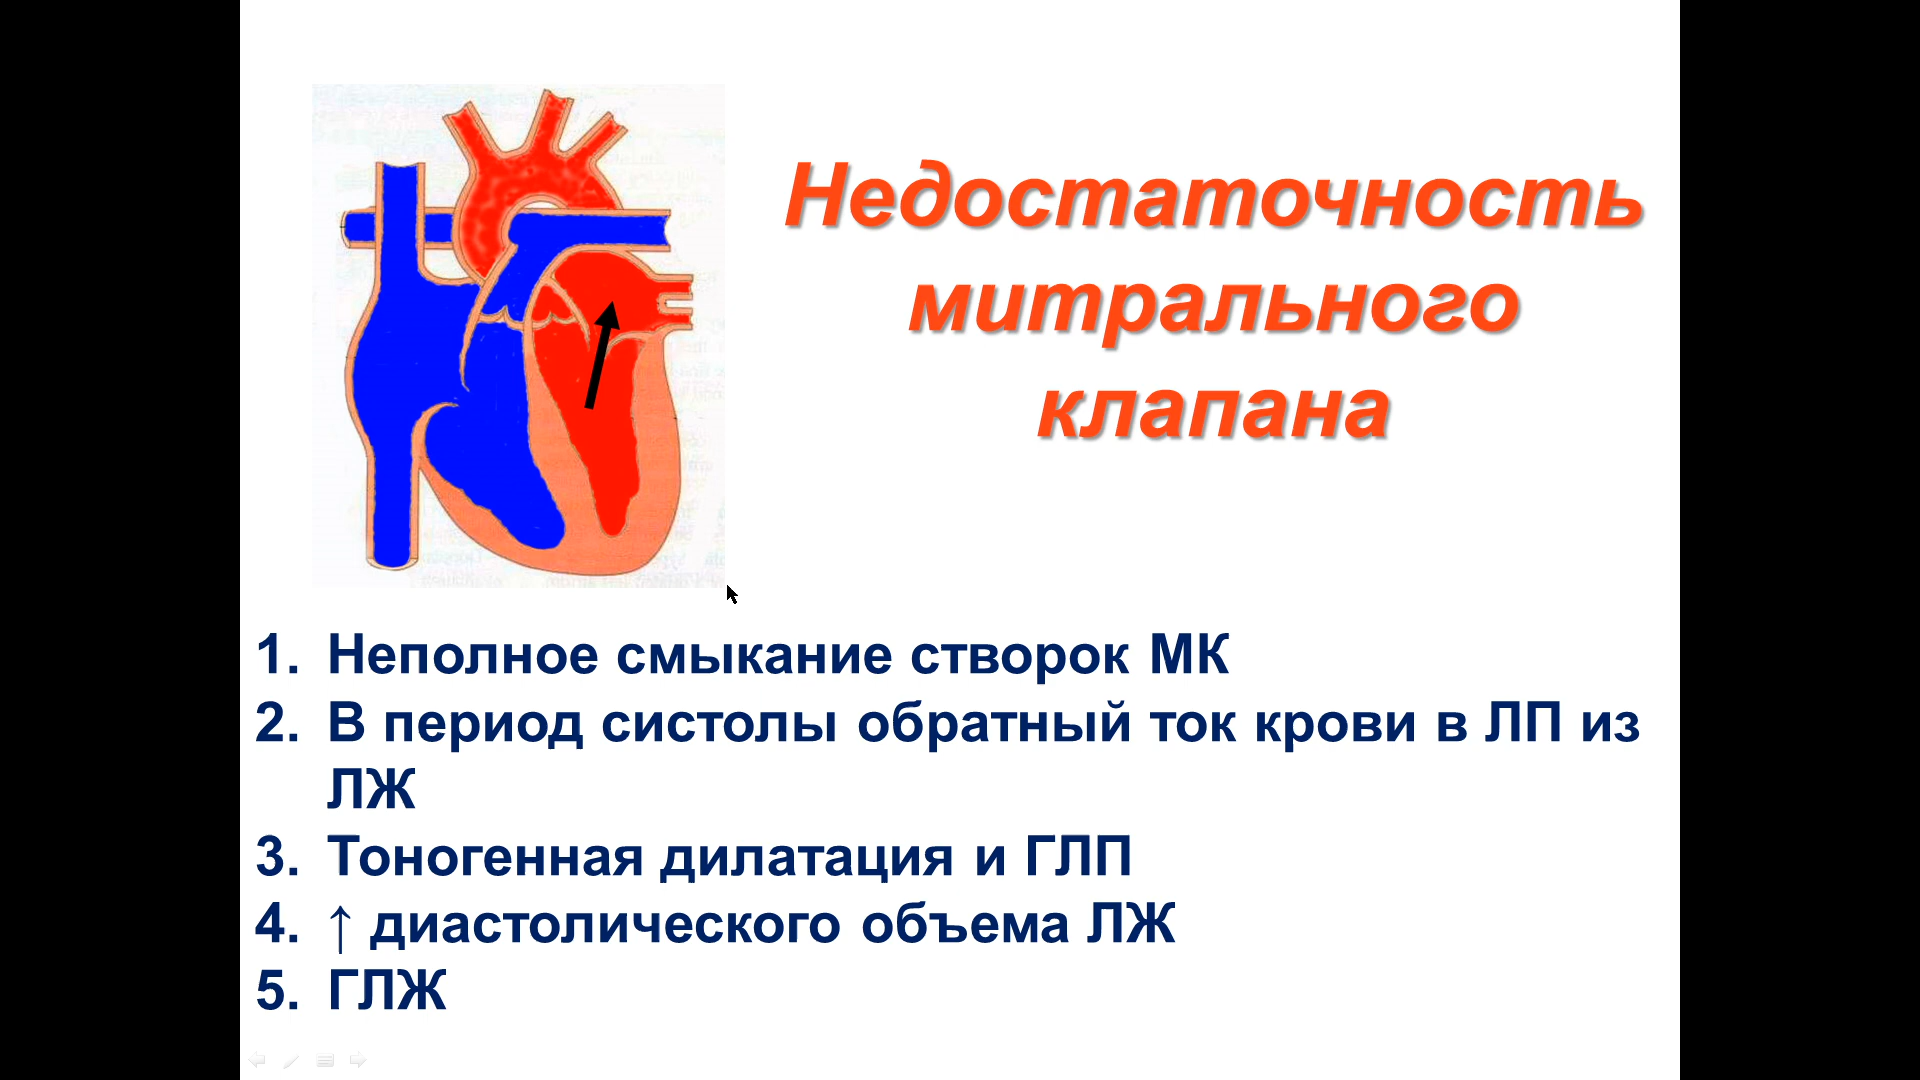 Недостаточность
митрального
клапана
1. Неполное смыкание створок МК
2. В период систолы обратный ток крови в ЛП из
ЛЖ
3. Тоногенная дилатация и ГЛП
4. ↑ диастолического объема ЛЖ
5. ГЛЖ